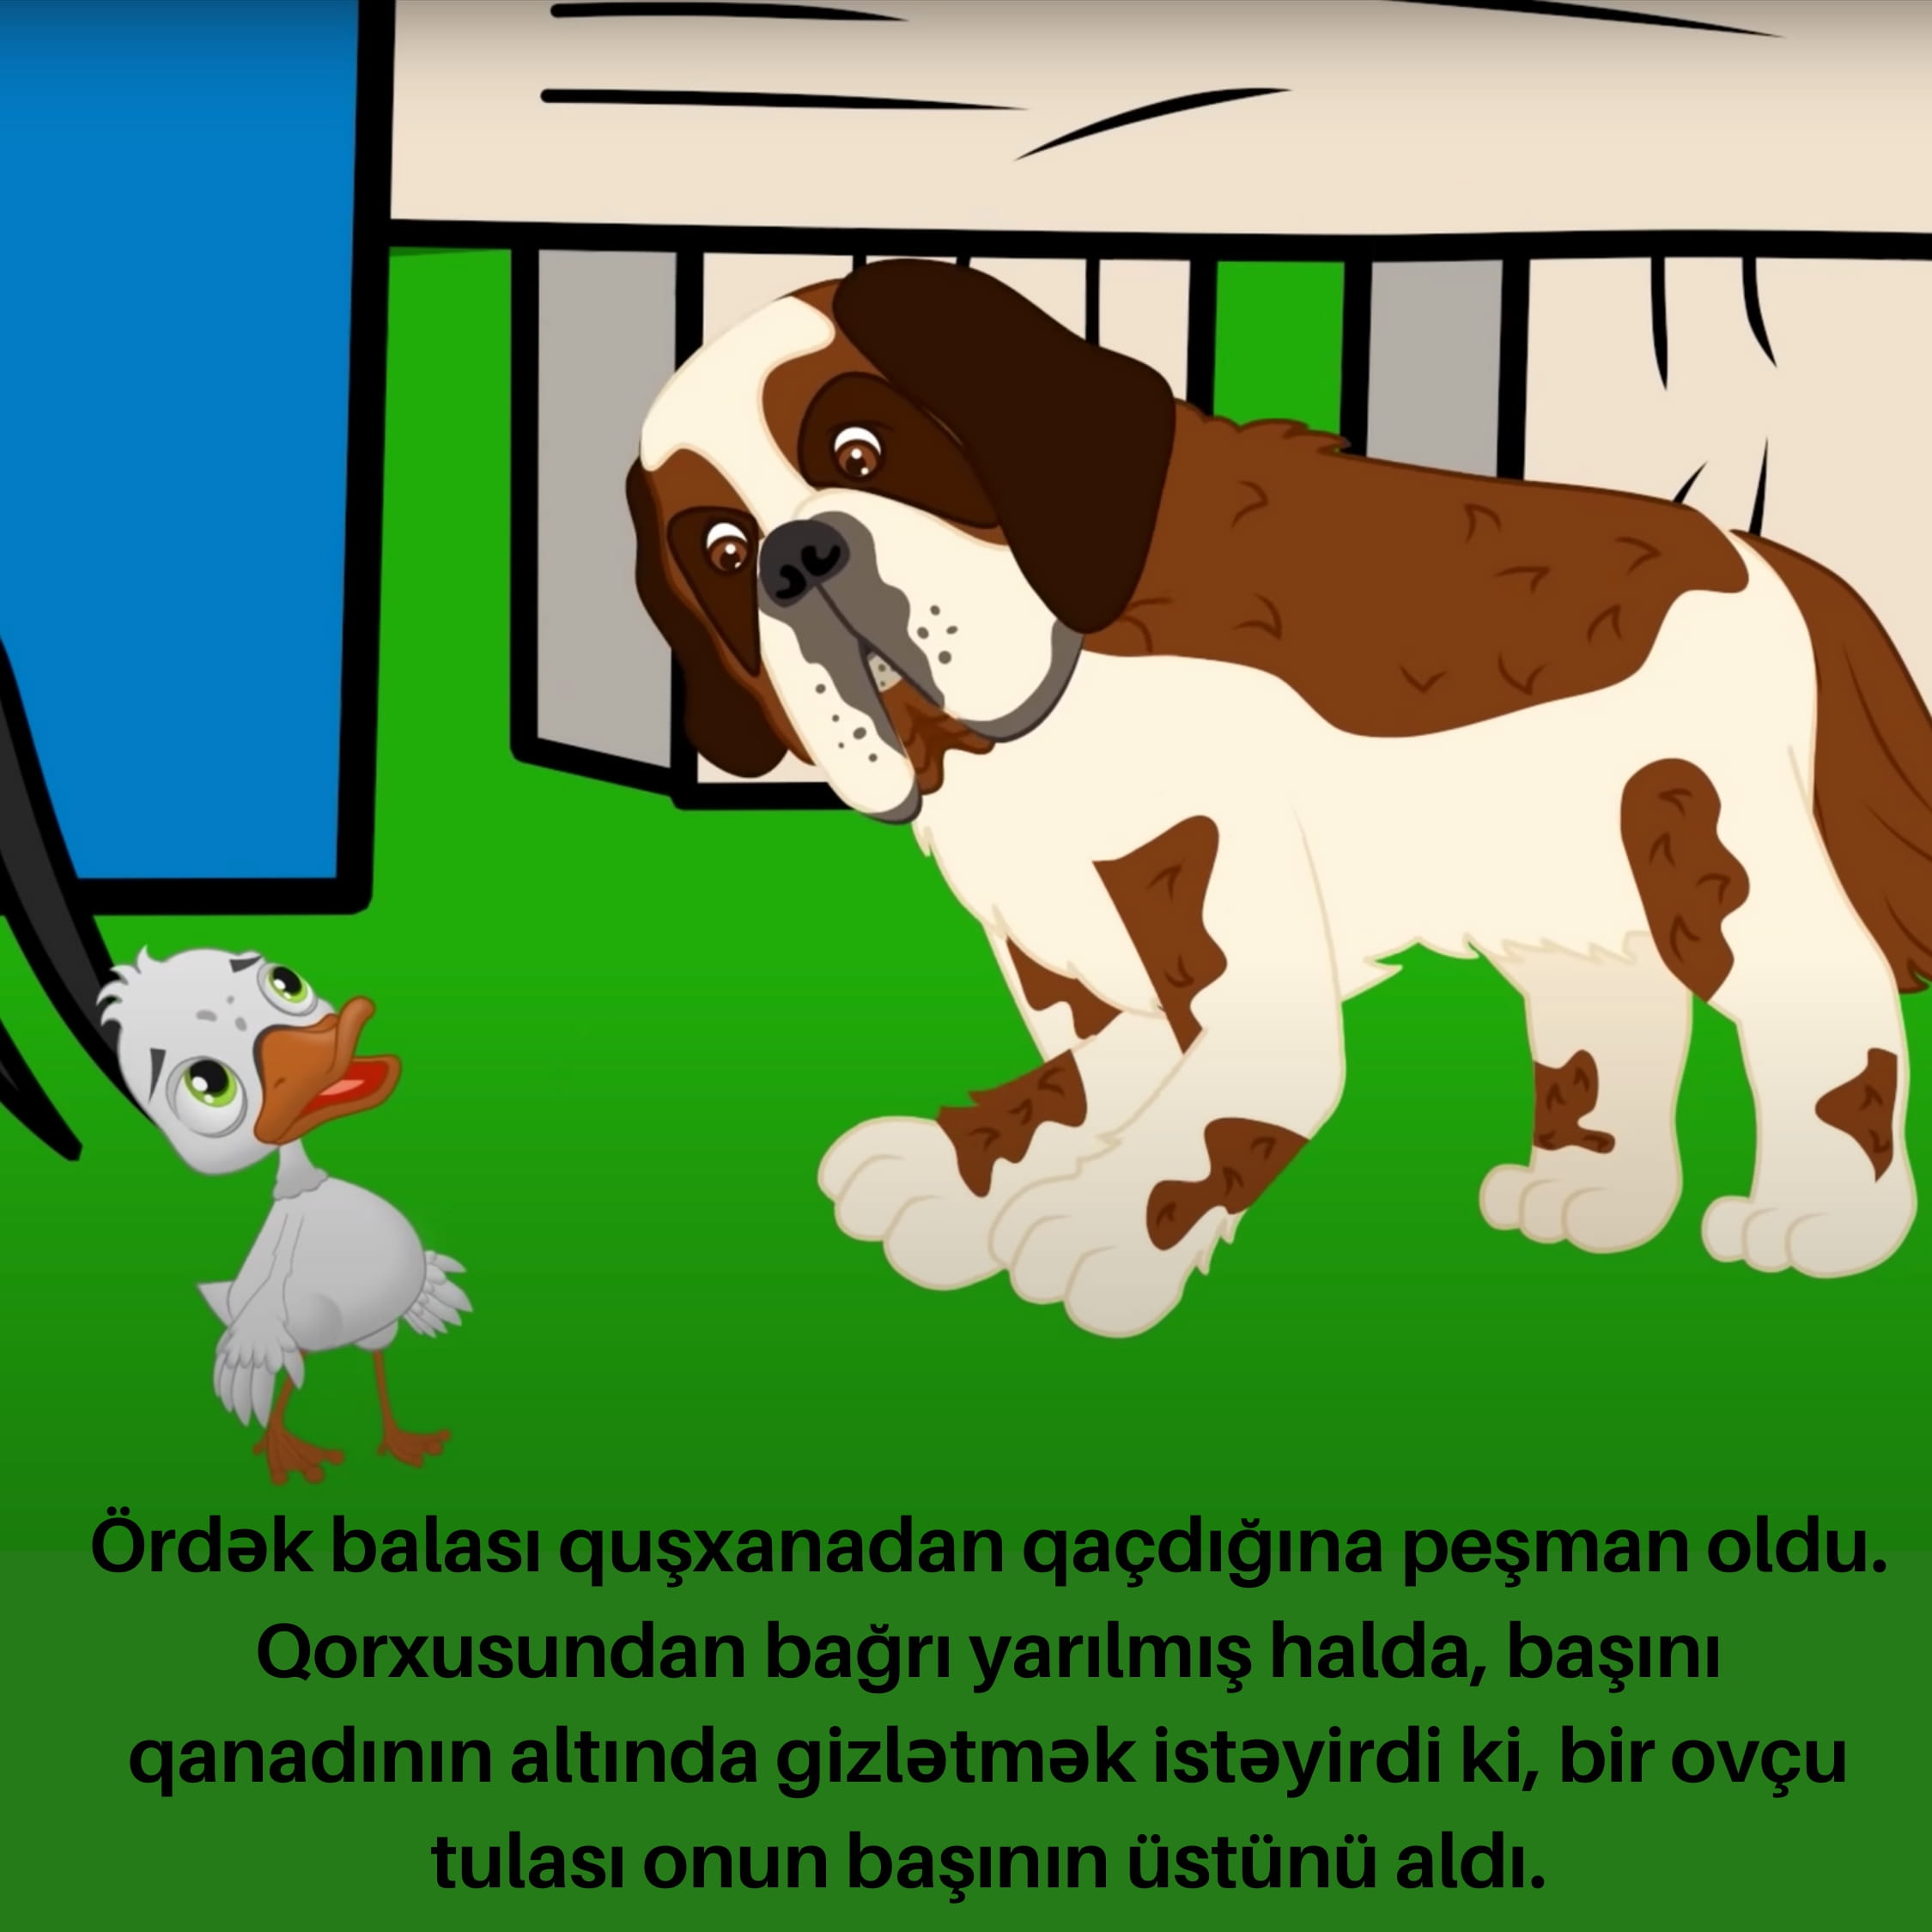 Ördək balası quşxanadan qaçdığına peşman oldu.
Qorxusundan bağrı yarılmış halda, başını
qanadının altında gizlətmək istəyirdi ki, bir ovçu
tulası onun başının üstünü aldı.